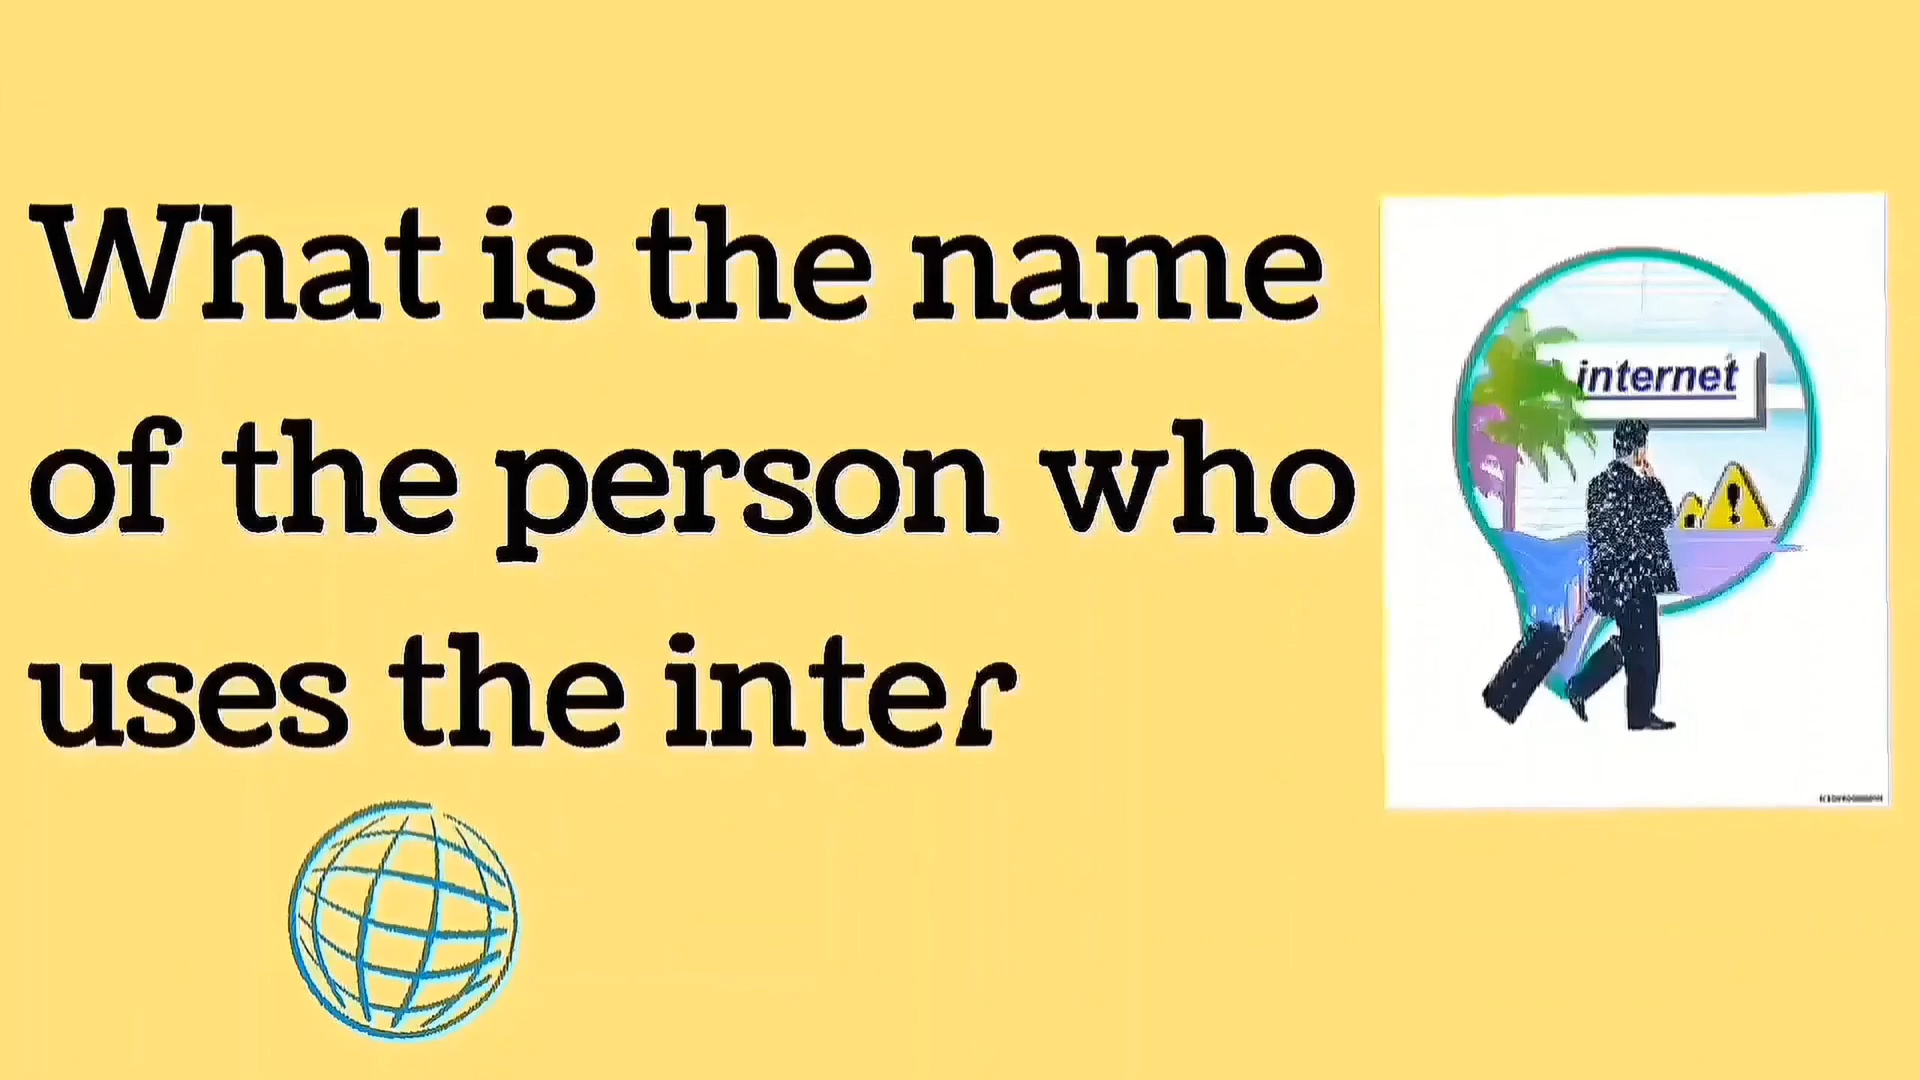 What is the name
of the person who
uses the inter
internet